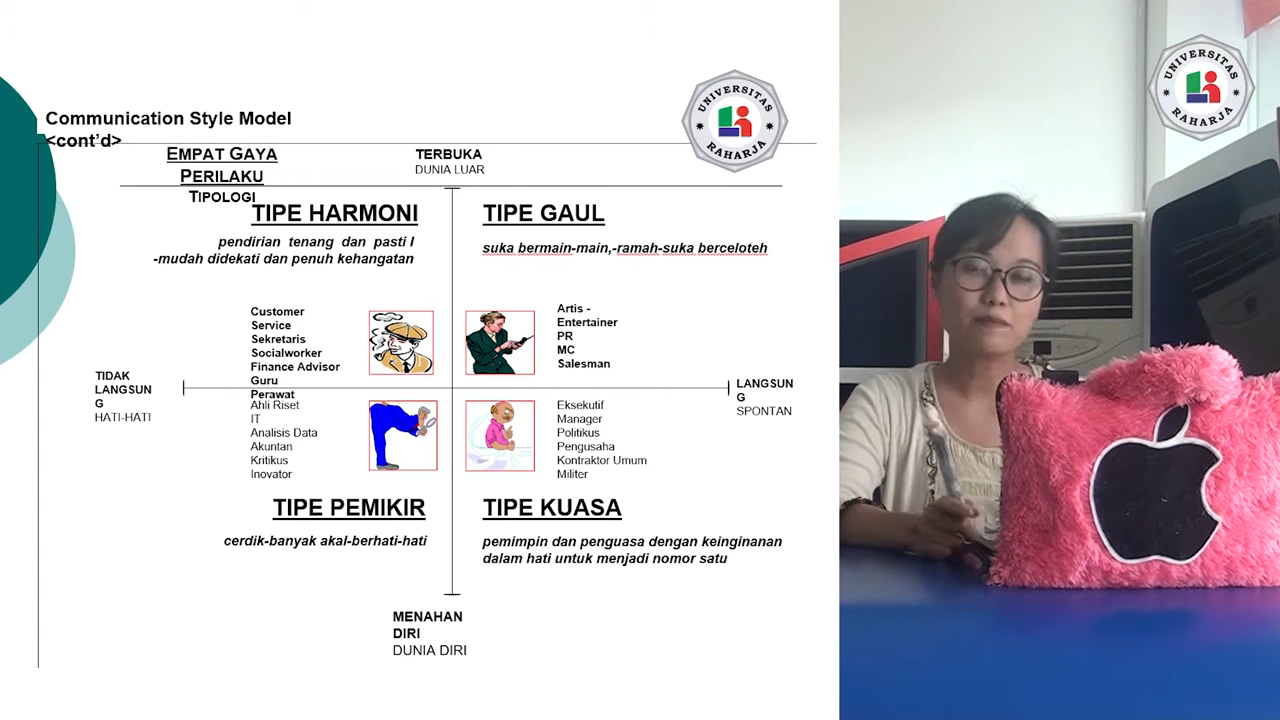 Communication Style Model
<cont'd>
EMPAT GAYA
PERILAKU
TIPOLOGI
TERBUKA
DUNIA LUAR
UNIVERSITAS
RAHARJA
UNIVERSITAS
RAHARJA
TIPE HARMONI
pendirian tenang dan pasti l
-mudah didekati dan penuh kehangatan
TIPE GAUL
suka bermain-main,-ramah-suka berceloteh
Customer
Service
Sekretaris
Socialworker
Finance Advisor
Guru
Perawat
Artis -
Entertainer
PR
MC
Salesman
TIDAK
LANGSUN
G
HATI-HATI
LANGSUN
G
SPONTAN
Ahli Riset
IT
Analisis Data
Akuntan
Kritikus
Inovator
Eksekutif
Manager
Politikus
Pengusaha
Kontraktor Umum
Militer
TIPE PEMIKIR
cerdik-banyak akal-berhati-hati
TIPE KUASA
pemimpin dan penguasa dengan keinginanan
dalam hati untuk menjadi nomor satu
MENAHAN
DIRI
DUNIA DIRI